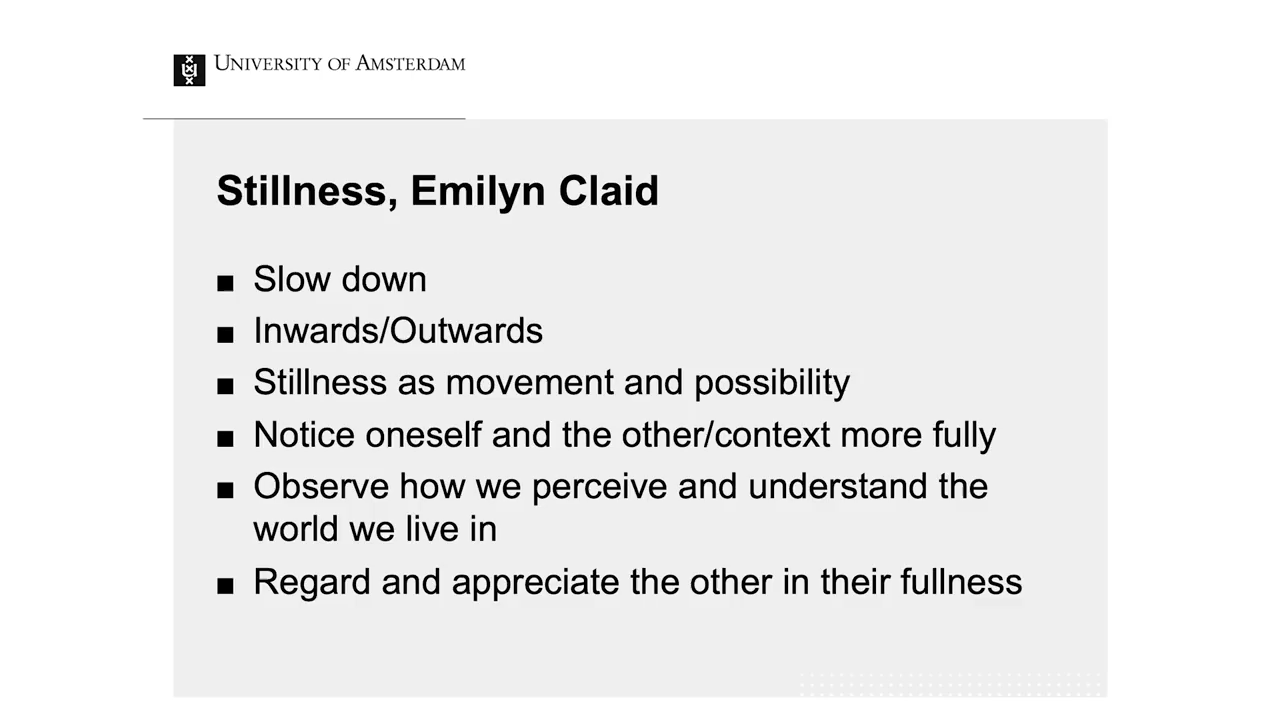 University of Amsterdam
Stillness, Emilyn Claid
■ Slow down
■ Inwards/Outwards
■ Stillness as movement and possibility
■ Notice oneself and the other/context more fully
■ Observe how we perceive and understand the
world we live in
■ Regard and appreciate the other in their fullness